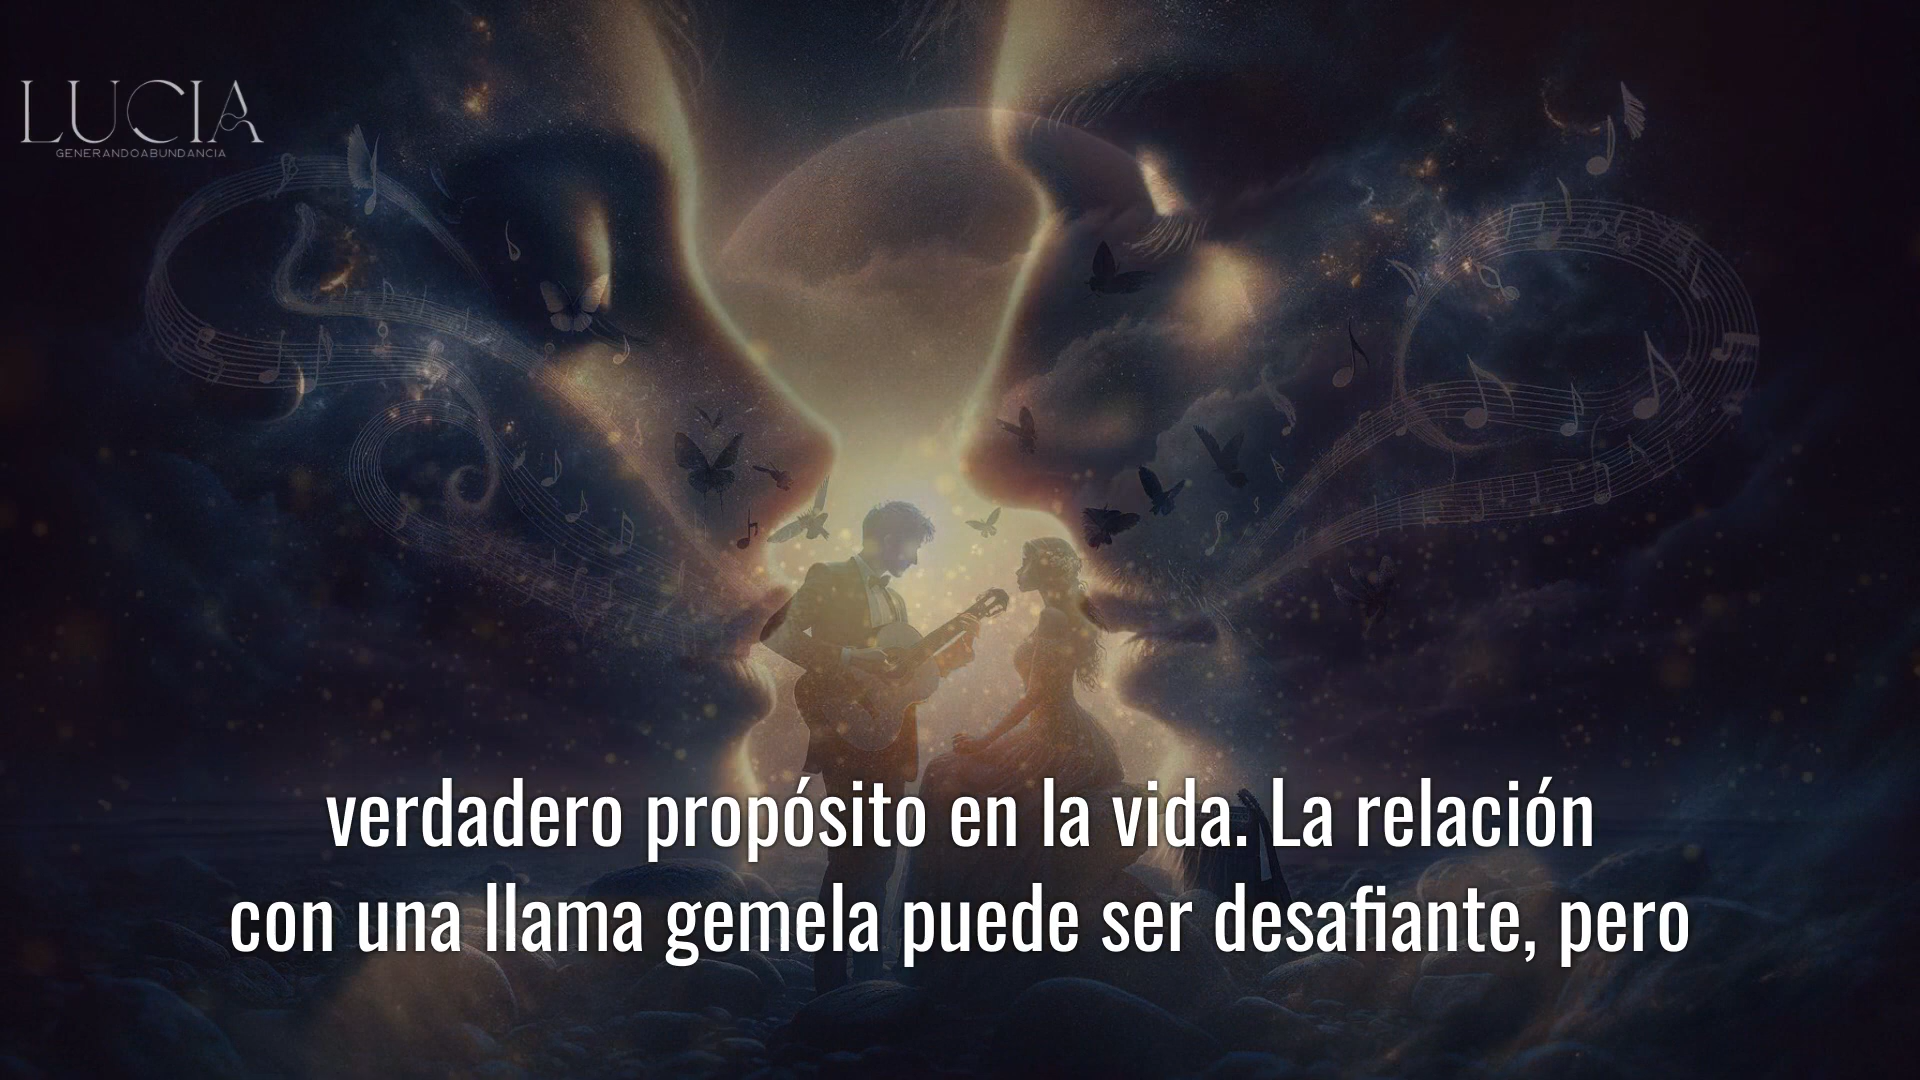 LUCIA
GENERANDOABUNDANCIA
verdadero propósito en la vida. La relación
con una llama gemela puede ser desafiante, pero